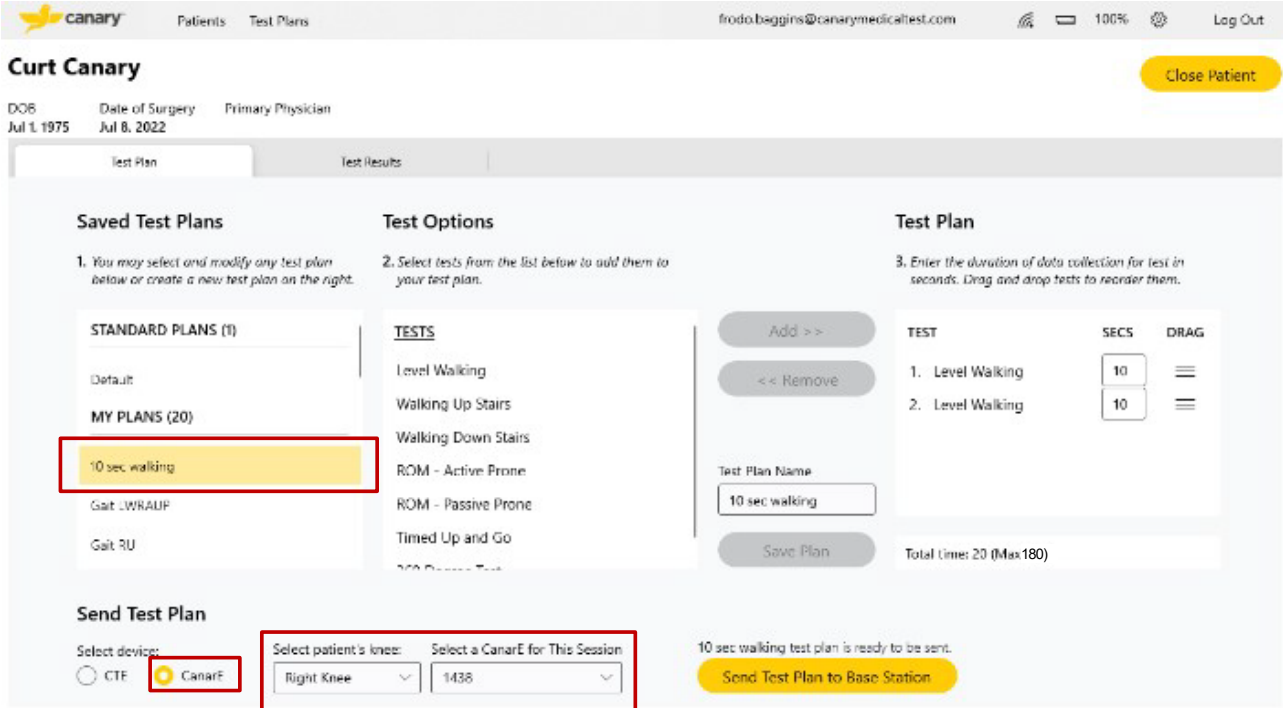 canary
Patients Test Plans frodo.baggins@canarymedicaltest.com 100% Log Out
Curt Canary
Close Patient
DOB Date of Surgery Primary Physician
Jul 1, 1975 Jul 8, 2022
Test Plan Test Results
Saved Test Plans Test Options Test Plan
1. You may select and modify any test plan
below or create a new test plan on the right.
2. Select tests from the list below to add them to
your test plan.
3. Enter the duration of data collection for test in
seconds. Drag and drop tests to reorder them.
STANDARD PLANS (1)
Default
MY PLANS (20)
10 sec walking
Gait LWRAUP
Gait RU
TESTS
Level Walking
Walking Up Stairs
Walking Down Stairs
ROM - Active Prone
ROM - Passive Prone
Timed Up and Go
360 Degree Test
Add >>
<< Remove
Test Plan Name
10 sec walking
Save Plan
TEST SECS DRAG
1. Level Walking 10
2. Level Walking 10
Total time: 20 (Max180)
Send Test Plan
Select device:
CTE CanarE
Select patient's knee:
Right Knee
Select a CanarE for This Session
1438
10 sec walking test plan is ready to be sent.
Send Test Plan to Base Station